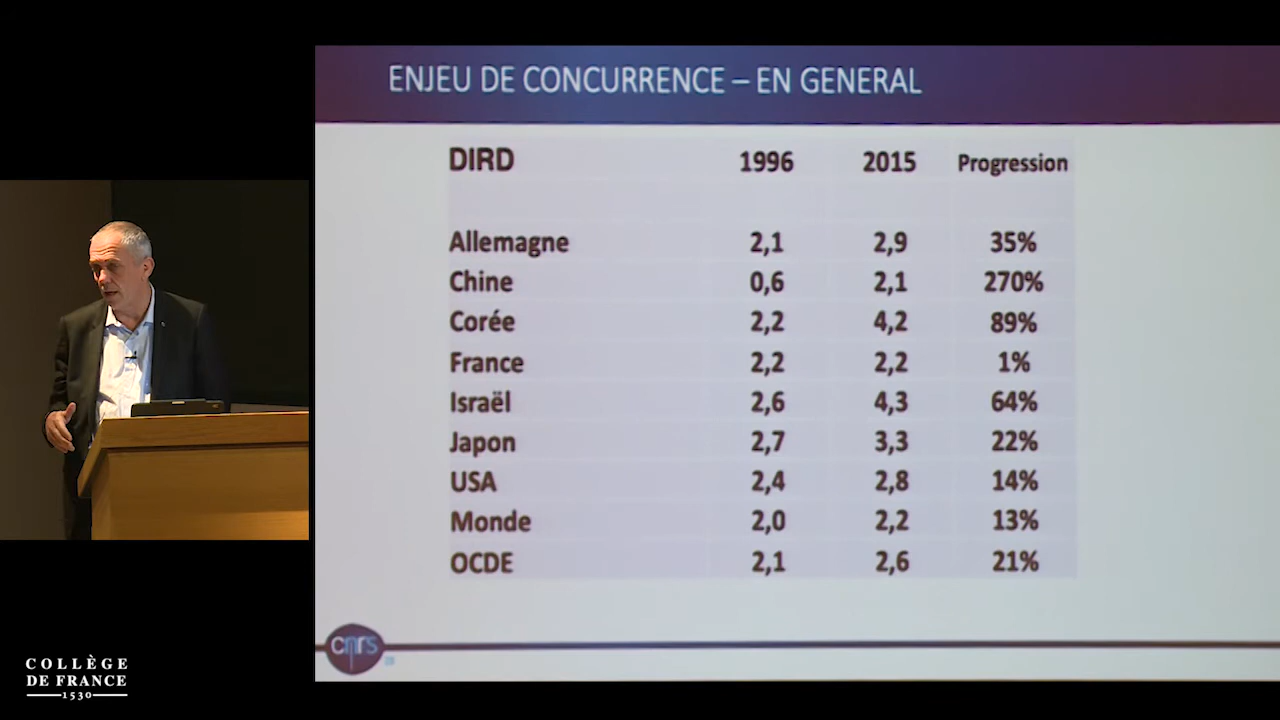 ENJEU DE CONCURRENCE – EN GENERAL
DIRD 1996 2015 Progression
Allemagne 2,1 2,9 35%
Chine 0,6 2,1 270%
Corée 2,2 4,2 89%
France 2,2 2,2 1%
Israël 2,6 4,3 64%
Japon 2,7 3,3 22%
USA 2,4 2,8 14%
Monde 2,0 2,2 13%
OCDE 2,1 2,6 21%
cnrs
COLLÈGE
DE FRANCE
1530